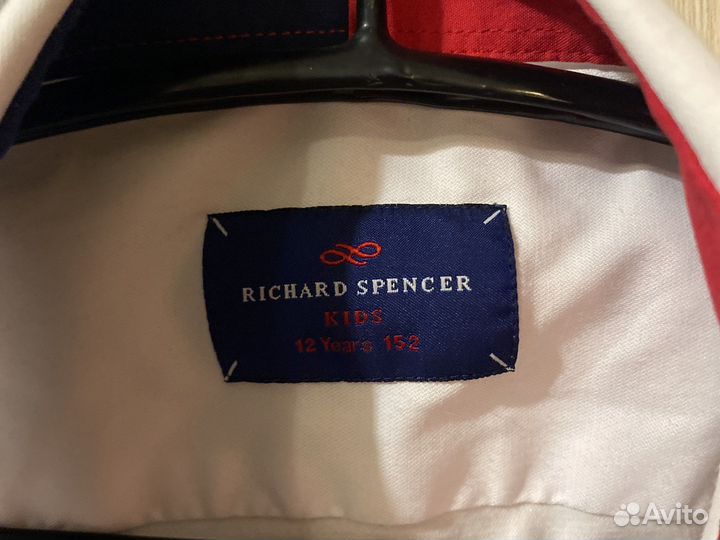 RICHARD SPENCER
KIDS
12 Years 152
Avito